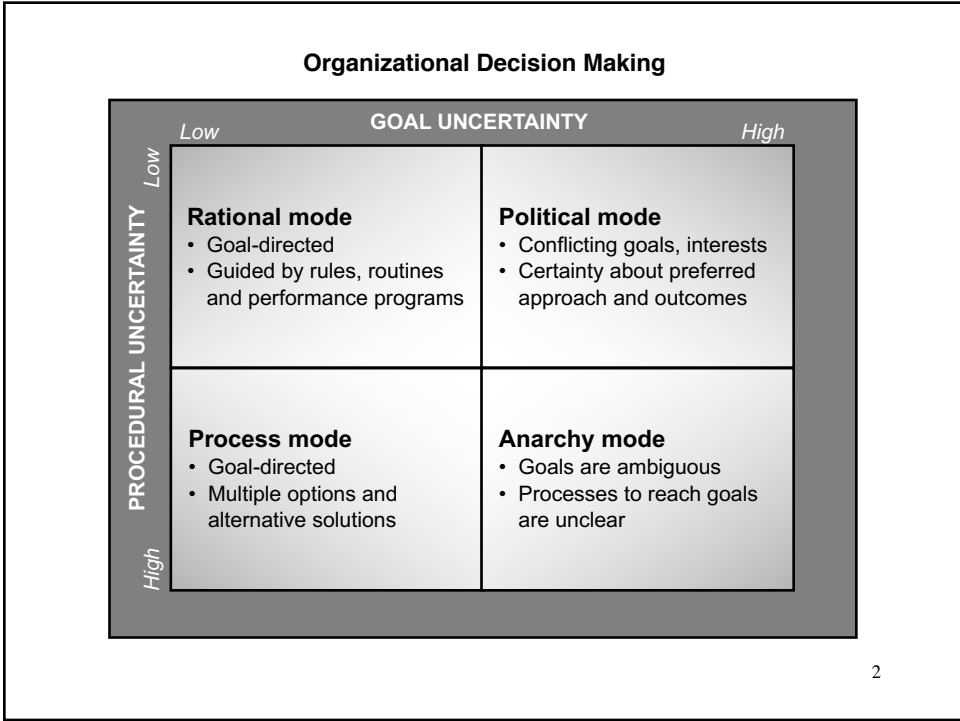 Organizational Decision Making
GOAL UNCERTAINTY
Low
High
PROCEDURAL UNCERTAINTY
Low
High
Rational mode
• Goal-directed
• Guided by rules, routines
and performance programs
Political mode
• Conflicting goals, interests
• Certainty about preferred
approach and outcomes
Process mode
• Goal-directed
• Multiple options and
alternative solutions
Anarchy mode
• Goals are ambiguous
• Processes to reach goals
are unclear
2